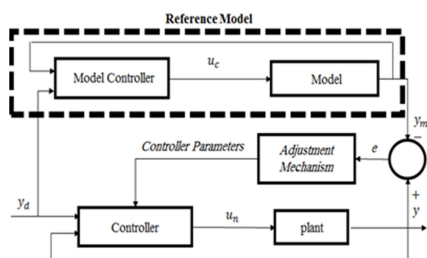 Reference Model
Model Controller
u_c
Model
y_m
−
Controller Parameters
Adjustment
Mechanism
e
+
y_d
Controller
u_n
plant
y